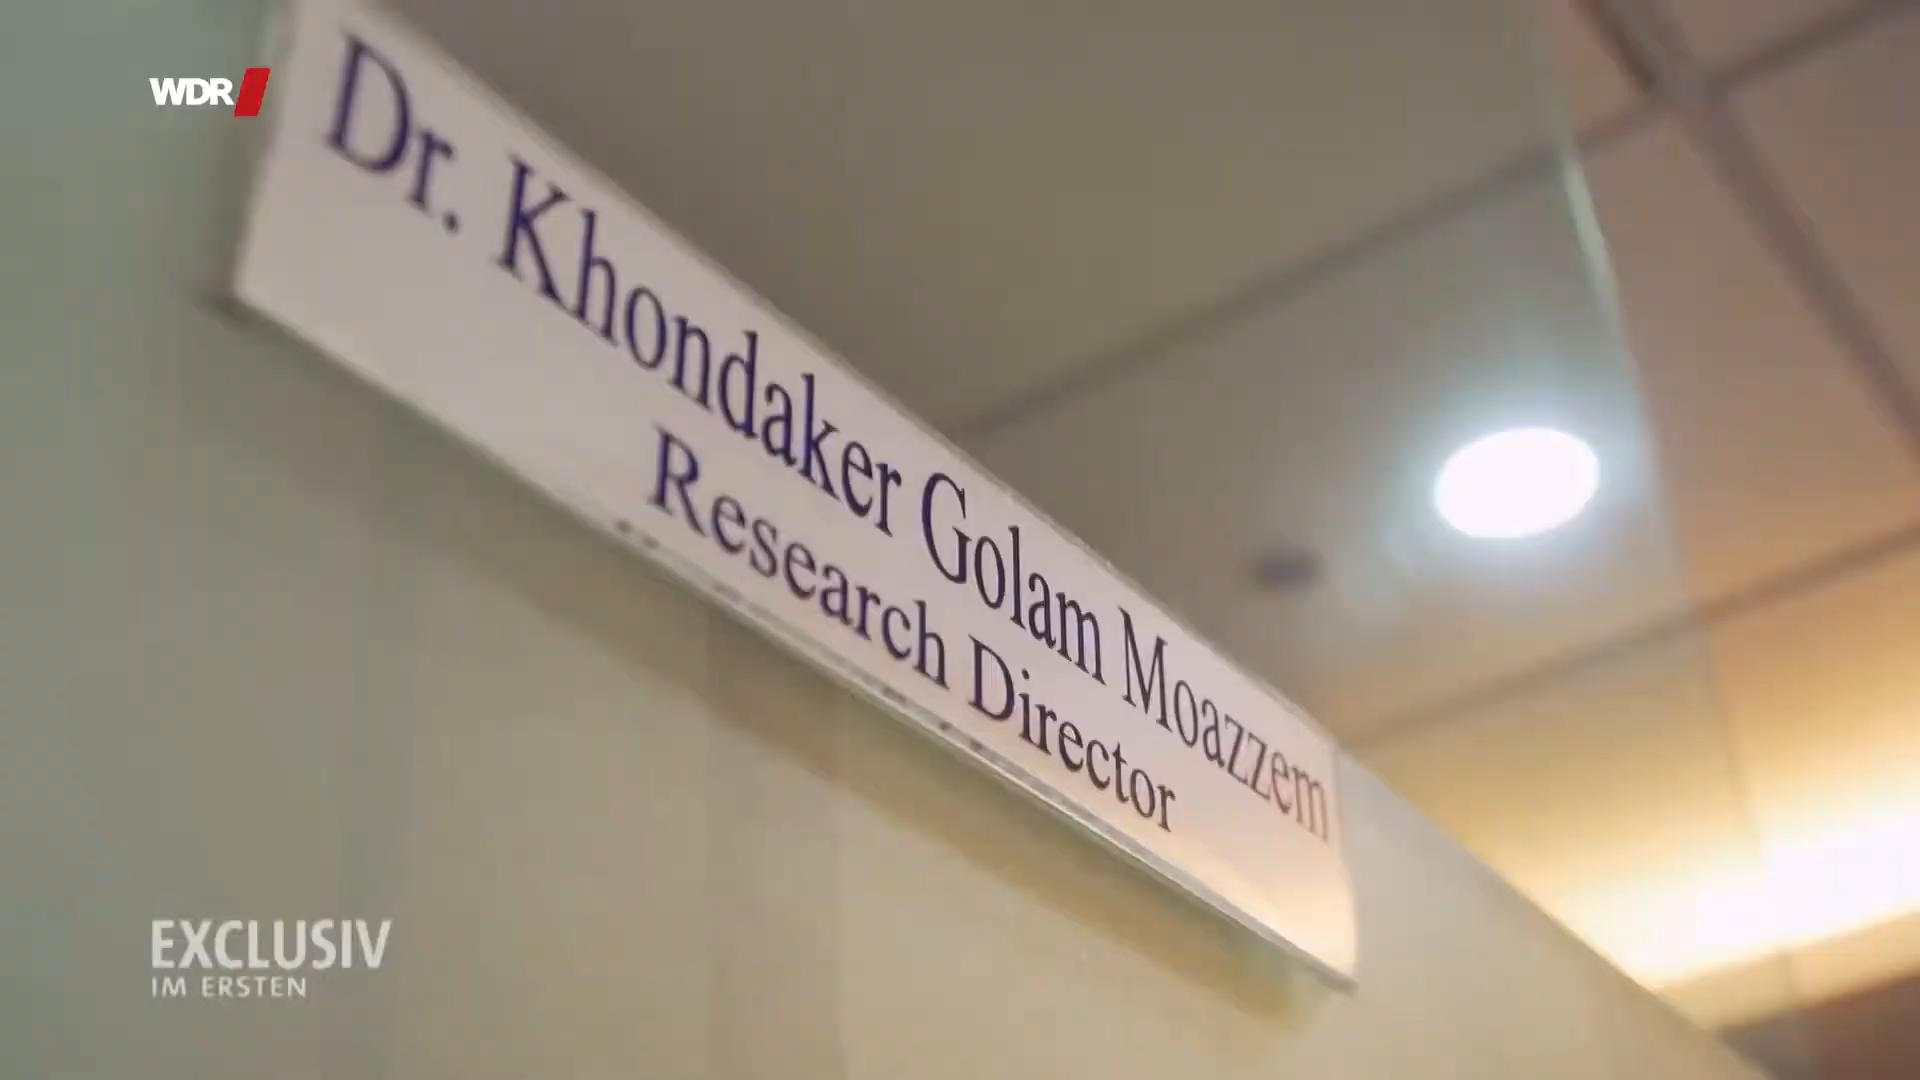 WDR
Dr. Khondaker Golam Moazzem
Research Director
EXCLUSIV
IM ERSTEN